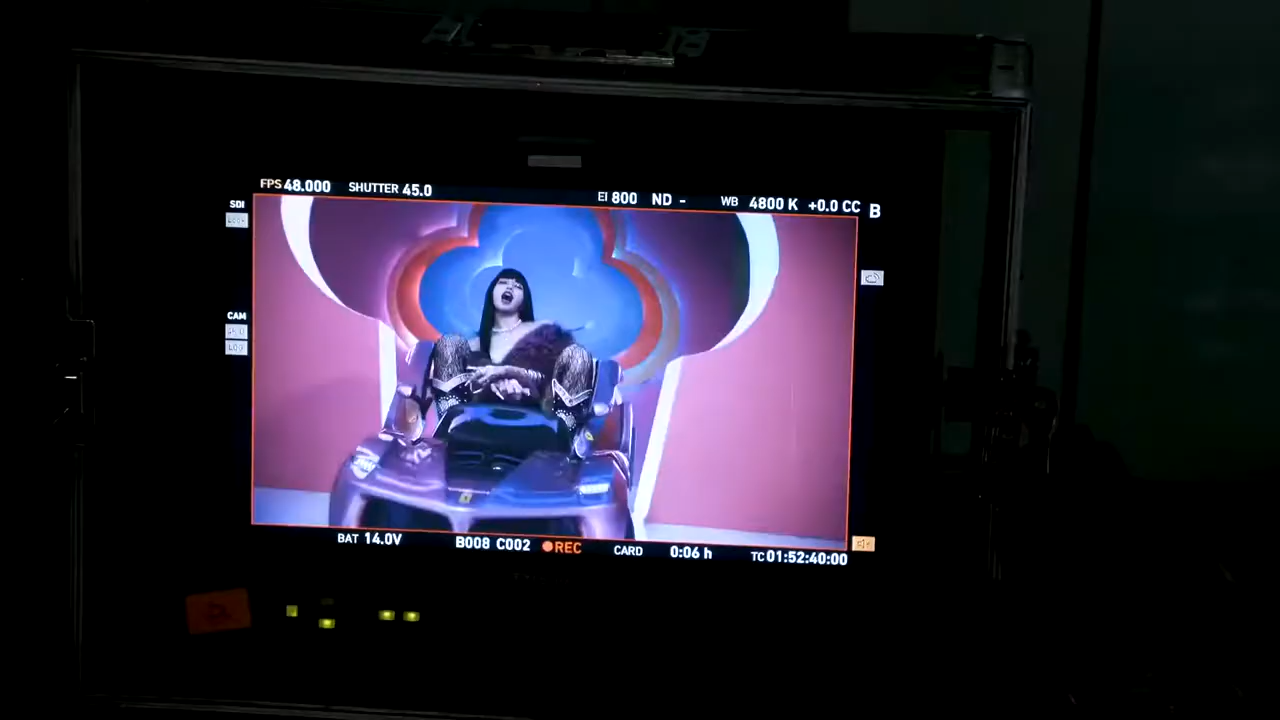 FPS 48.000 SHUTTER 45.0 EI 800 ND - WB 4800 K +0.0 CC B
SDI
CAM
LOG
BAT 14.0V B008 C002 REC CARD 0:06 h TC 01:52:40:00